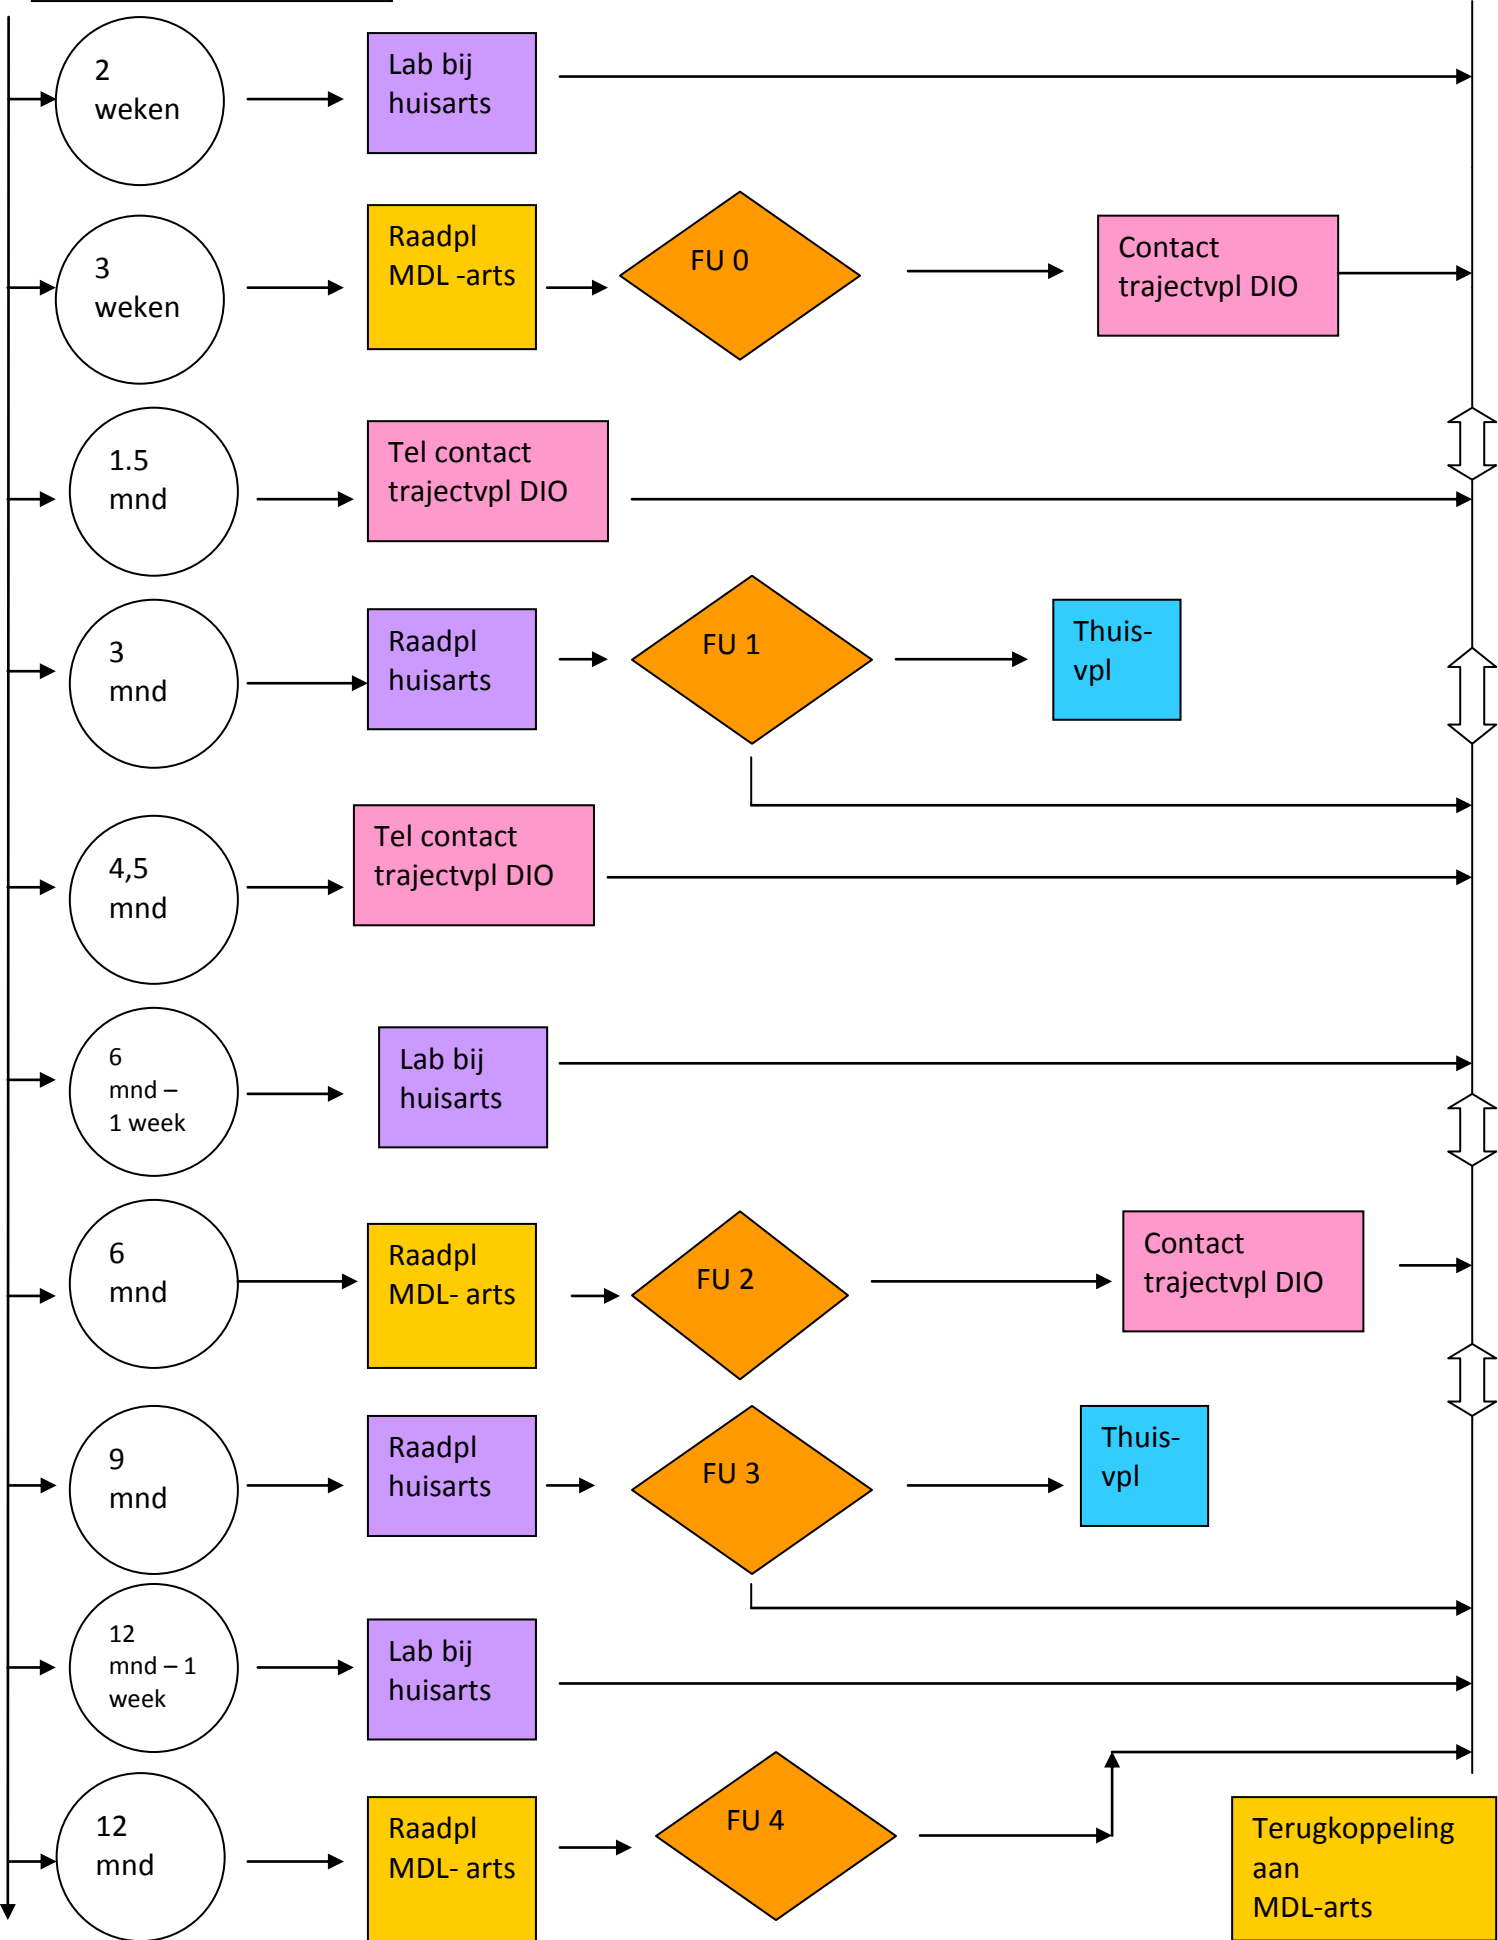 2
weken
Lab bij
huisarts
3
weken
Raadpl
MDL -arts
FU 0
Contact
trajectvpl DIO
1.5
mnd
Tel contact
trajectvpl DIO
3
mnd
Raadpl
huisarts
FU 1
Thuis-
vpl
4,5
mnd
Tel contact
trajectvpl DIO
6
mnd –
1 week
Lab bij
huisarts
6
mnd
Raadpl
MDL- arts
FU 2
Contact
trajectvpl DIO
9
mnd
Raadpl
huisarts
FU 3
Thuis-
vpl
12
mnd – 1
week
Lab bij
huisarts
12
mnd
Raadpl
MDL- arts
FU 4
Terugkoppeling
aan
MDL-arts